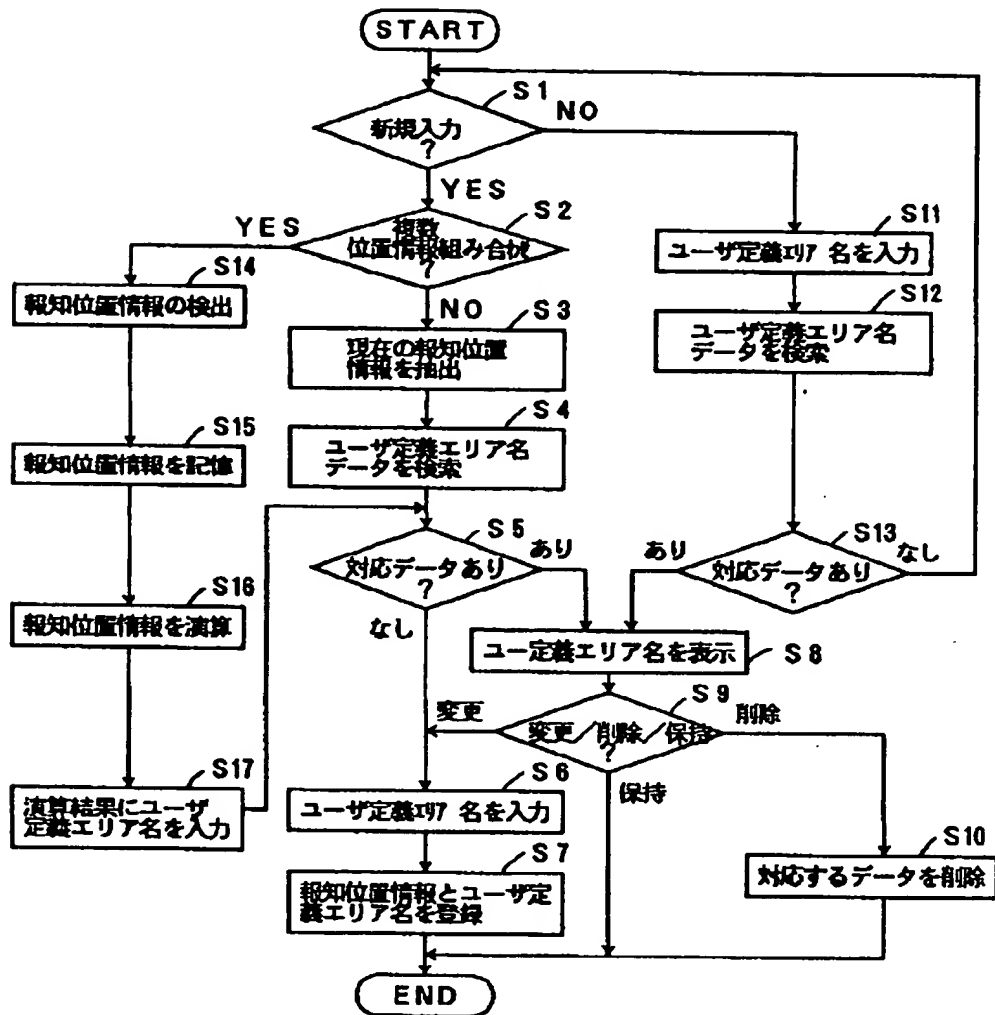 START
S1
新規入力
?
NO
YES
S2
複数
位置情報組み合せ
?
YES
NO
S11
ユーザ定義エリア 名を入力
S14
報知位置情報の検出
S3
現在の報知位置
情報を抽出
S12
ユーザ定義エリア名
データを検索
S4
ユーザ定義エリア名
データを検索
S15
報知位置情報を記憶
S5
対応データあり
?
あり
なし
S13
対応データあり
?
あり
なし
S16
報知位置情報を演算
ユー定義エリア名を表示
S8
S9
変更/削除/保持
?
変更
削除
保持
S17
演算結果にユーザ
定義エリア名を入力
S6
ユーザ定義エリア 名を入力
S7
報知位置情報とユーザ定
義エリア名を登録
S10
対応するデータを削除
END